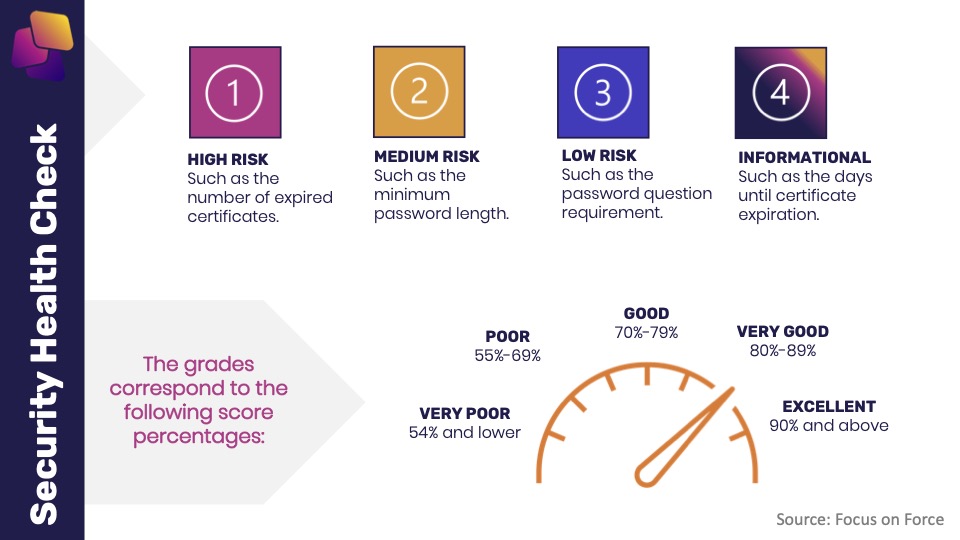 Security Health Check
1
2
3
4
HIGH RISK
Such as the
number of expired
certificates.
MEDIUM RISK
Such as the
minimum
password length.
LOW RISK
Such as the
password question
requirement.
INFORMATIONAL
Such as the days
until certificate
expiration.
The grades
correspond to the
following score
percentages:
VERY POOR
54% and lower
POOR
55%-69%
GOOD
70%-79%
VERY GOOD
80%-89%
EXCELLENT
90% and above
Source: Focus on Force